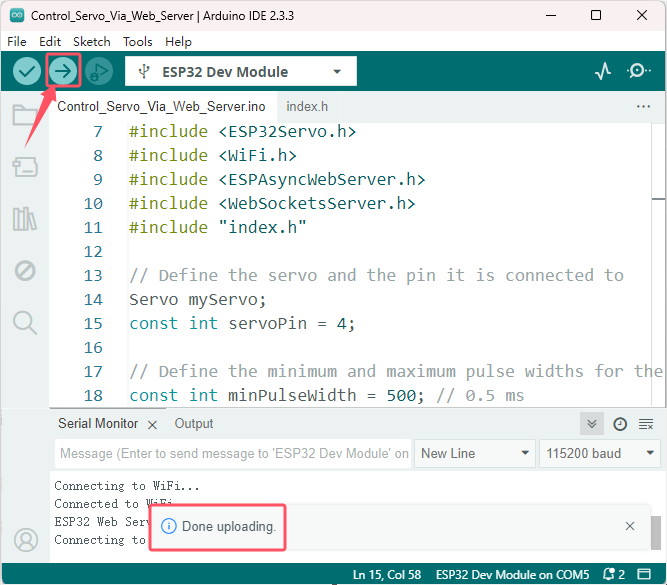 Control_Servo_Via_Web_Server | Arduino IDE 2.3.3
File Edit Sketch Tools Help
ESP32 Dev Module
Control_Servo_Via_Web_Server.ino index.h
7 #include <ESP32Servo.h>
8 #include <WiFi.h>
9 #include <ESPAsyncWebServer.h>
10 #include <WebSocketsServer.h>
11 #include "index.h"
12
13 // Define the servo and the pin it is connected to
14 Servo myServo;
15 const int servoPin = 4;
16
17 // Define the minimum and maximum pulse widths for the
18 const int minPulseWidth = 500; // 0.5 ms
Serial Monitor Output
Message (Enter to send message to 'ESP32 Dev Module' on New Line 115200 baud
Connecting to WiFi...
Connected to WiFi
ESP32 Web Serv
Connecting to
Done uploading.
Ln 15, Col 58 ESP32 Dev Module on COM5 2